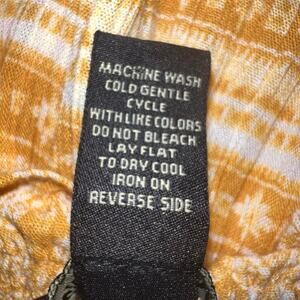 MACHINE WASH
COLD GENTLE
CYCLE
WITH LIKE COLORS
DO NOT BLEACH
LAY FLAT
TO DRY COOL
IRON ON
REVERSE SIDE